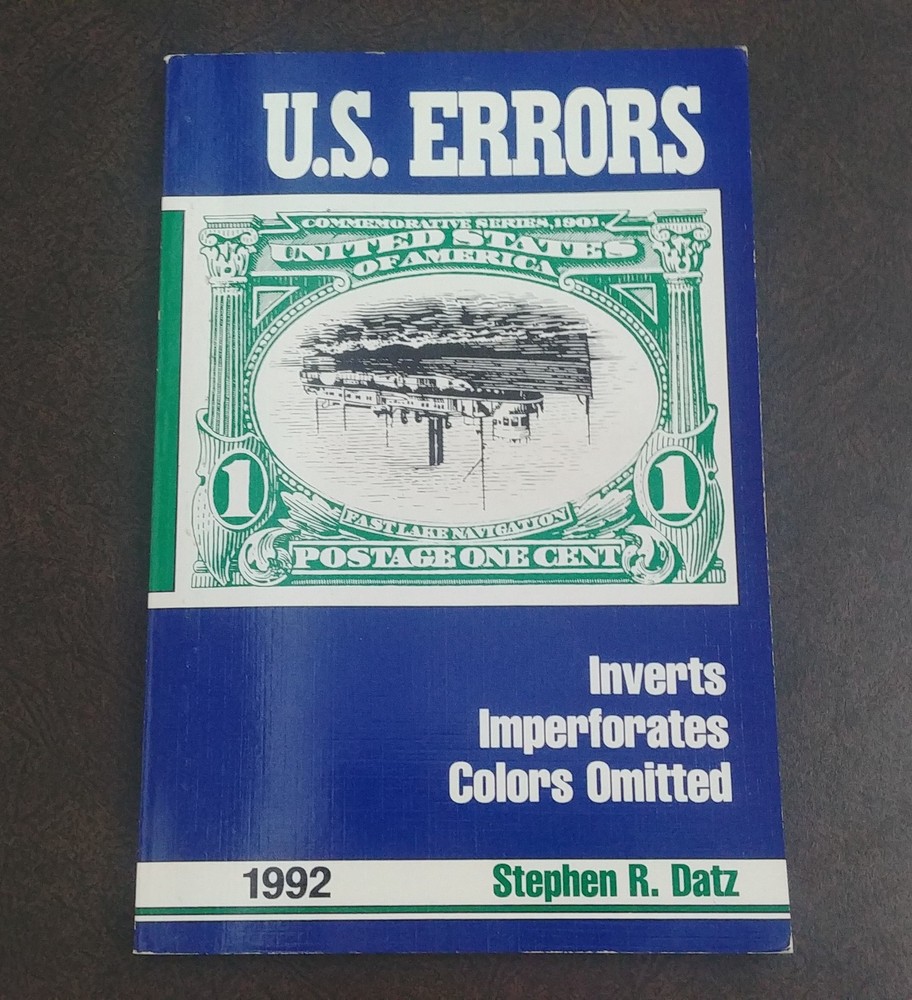 U.S. ERRORS
COMMEMORATIVE SERIES, 1901
UNITED STATES
OF AMERICA
1
1
FAST LAKE NAVIGATION
POSTAGE ONE CENT
Inverts
Imperforates
Colors Omitted
1992
Stephen R. Datz